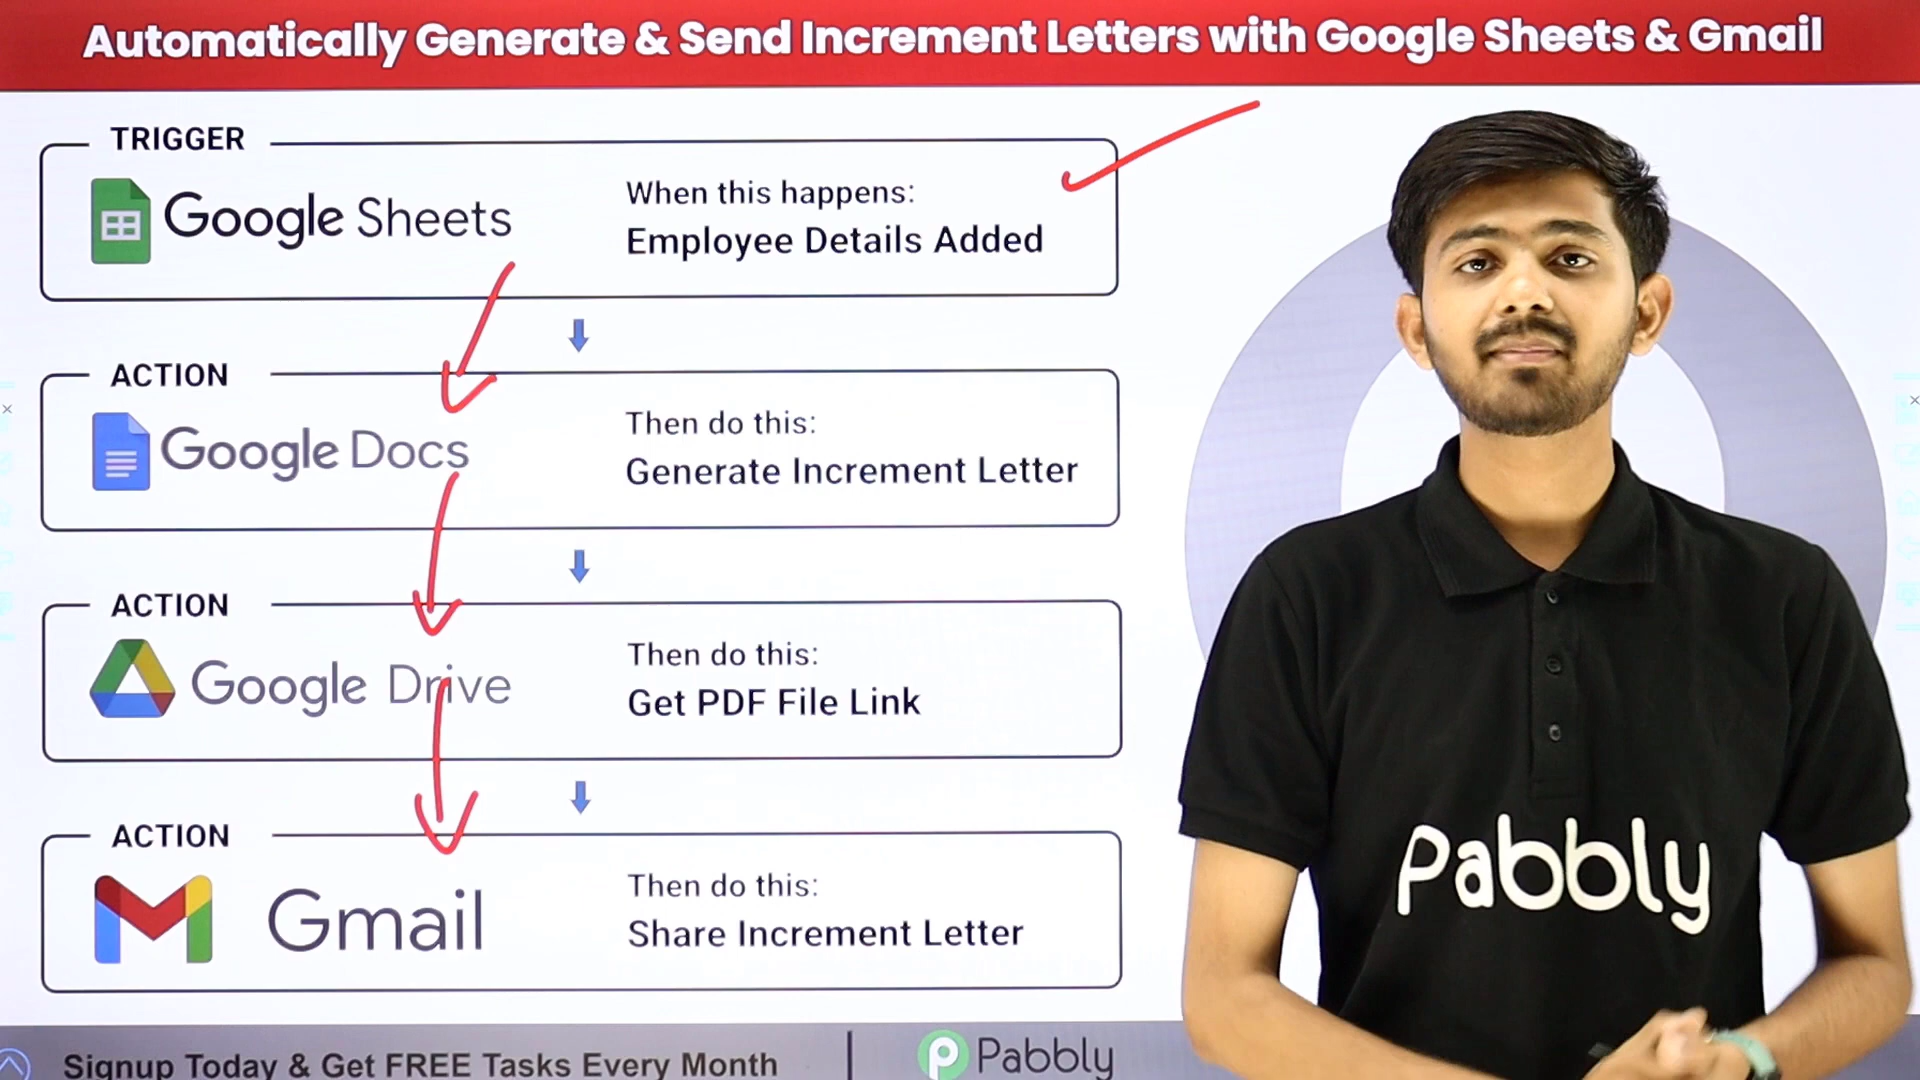 Automatically Generate & Send Increment Letters with Google Sheets & Gmail
TRIGGER
Google Sheets
When this happens:
Employee Details Added
ACTION
Google Docs
Then do this:
Generate Increment Letter
ACTION
Google Drive
Then do this:
Get PDF File Link
ACTION
Gmail
Then do this:
Share Increment Letter
Pabbly
Signup Today & Get FREE Tasks Every Month
Pabbly